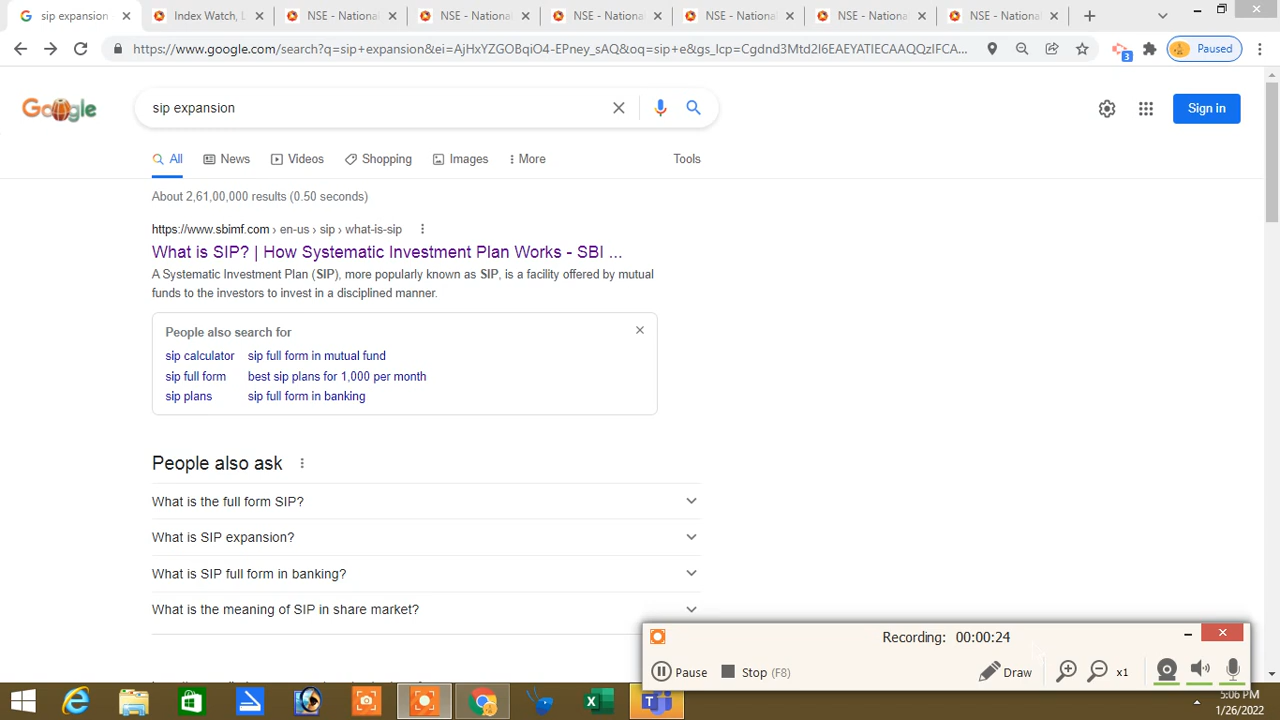 sip expansion
Index Watch, L
NSE - Nationa
NSE - Nationa
NSE - Nationa
NSE - Nationa
NSE - Nationa
NSE - Nationa
https://www.google.com/search?q=sip+expansion&ei=AjHxYZGOBqiO4-EPney_sAQ&oq=sip+e&gs_lcp=Cgdnd3Mtd2l6EAEYATIECAAQQzIFCA...
3
Paused
Google
sip expansion
Sign in
All
News
Videos
Shopping
Images
More
Tools
About 2,61,00,000 results (0.50 seconds)
https://www.sbimf.com › en-us › sip › what-is-sip
What is SIP? | How Systematic Investment Plan Works - SBI ...
A Systematic Investment Plan (SIP), more popularly known as SIP, is a facility offered by mutual
funds to the investors to invest in a disciplined manner.
People also search for
sip calculator
sip full form in mutual fund
sip full form
best sip plans for 1,000 per month
sip plans
sip full form in banking
People also ask
What is the full form SIP?
What is SIP expansion?
What is SIP full form in banking?
What is the meaning of SIP in share market?
Recording: 00:00:24
Pause
Stop (F8)
Draw
x1
5:06 PM
1/26/2022